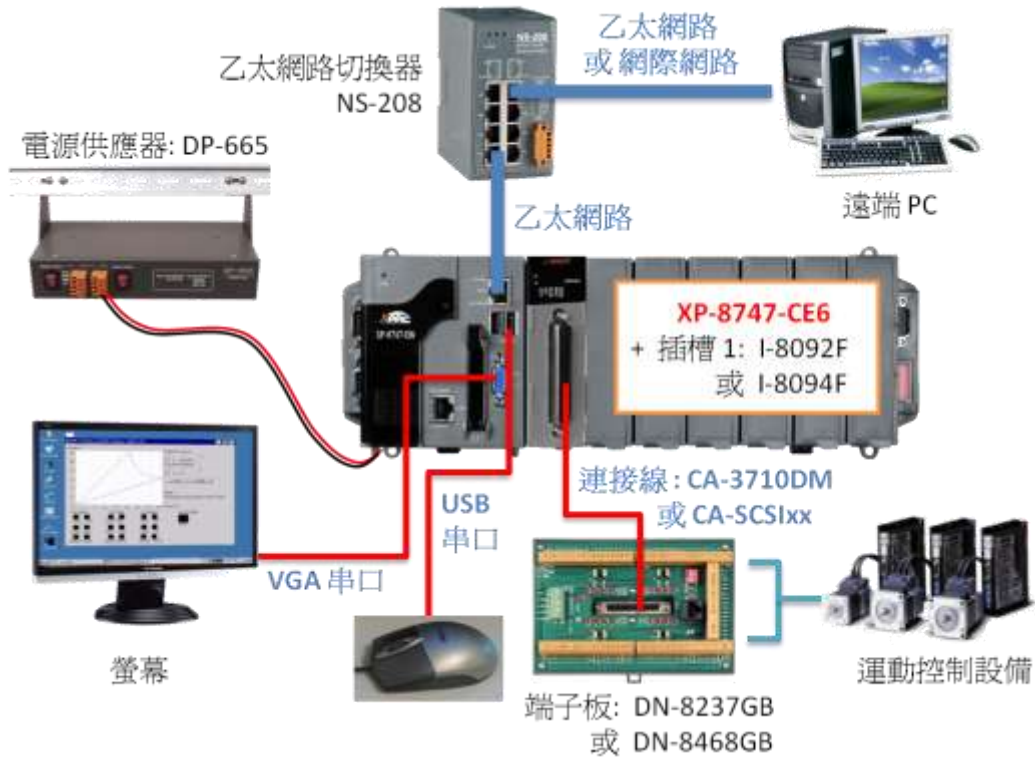 乙太網路切換器
NS-208
NS-208
乙太網路
或 網際網路
電源供應器: DP-665
遠端 PC
乙太網路
XP-8747-CE6
+ 插槽 1: I-8092F
或 I-8094F
連接線 : CA-3710DM
或 CA-SCSIxx
USB
串口
VGA 串口
螢幕
運動控制設備
端子板: DN-8237GB
或 DN-8468GB